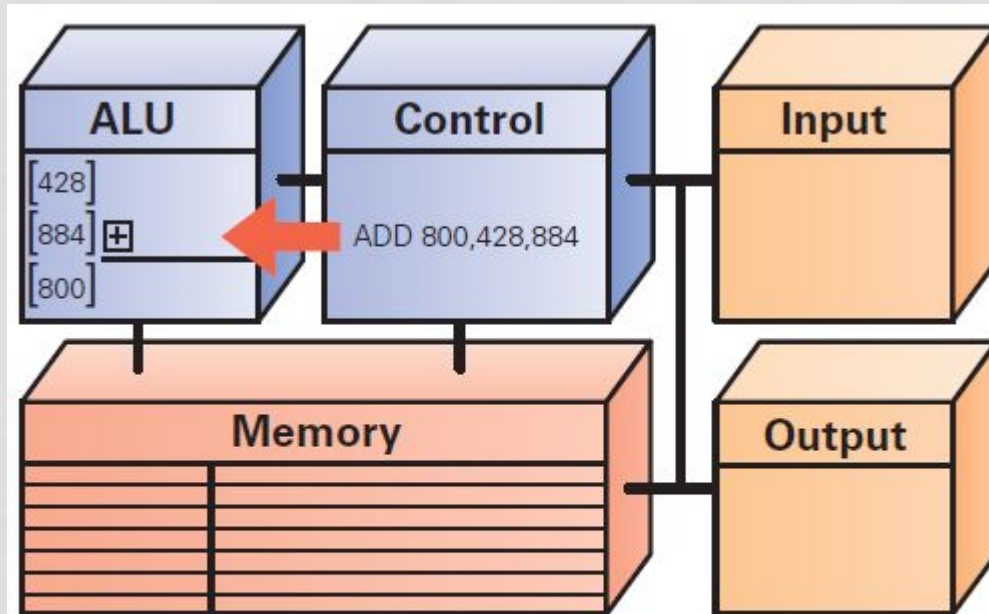 ALU
Control
Input
[428]
[884] +
ADD 800,428,884
[800]
Memory
Output